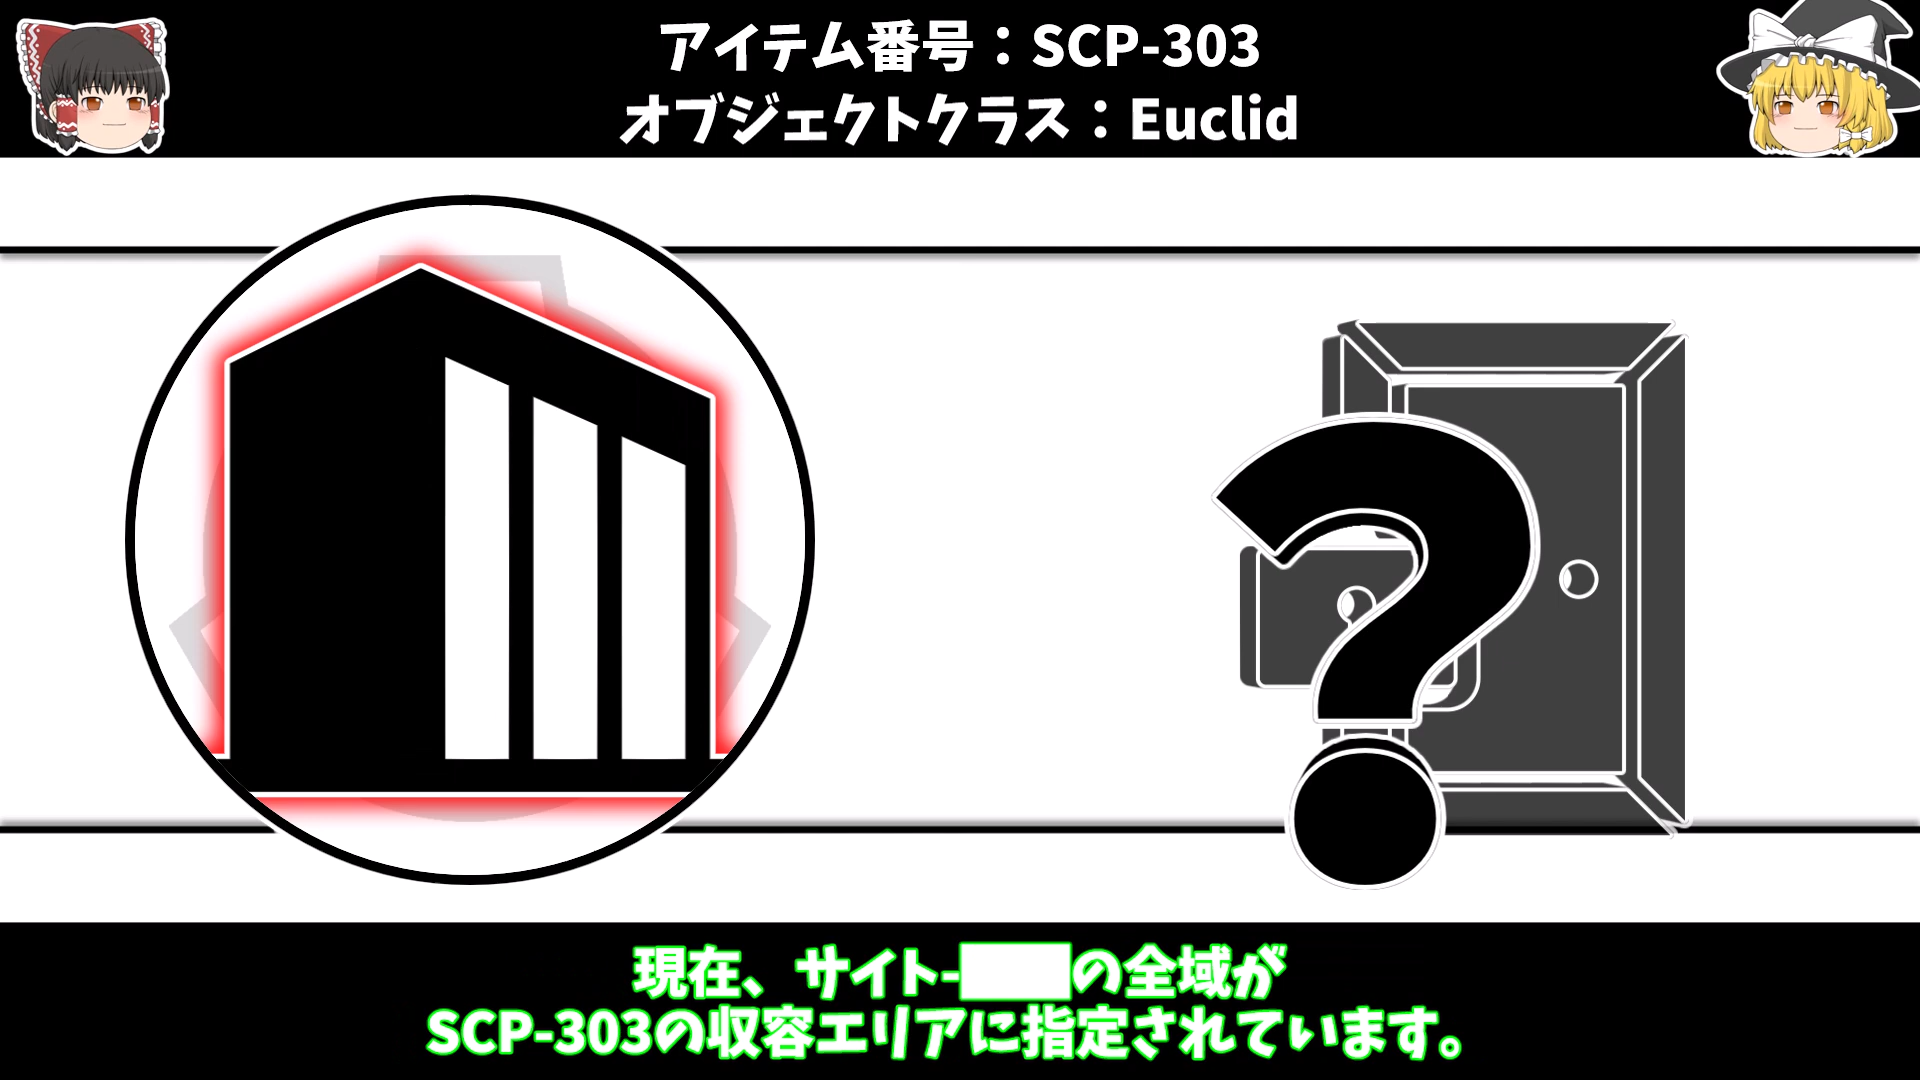 アイテム番号：SCP-303
オブジェクトクラス：Euclid
?
現在、サイト-の全域が
SCP-303の収容エリアに指定されています。